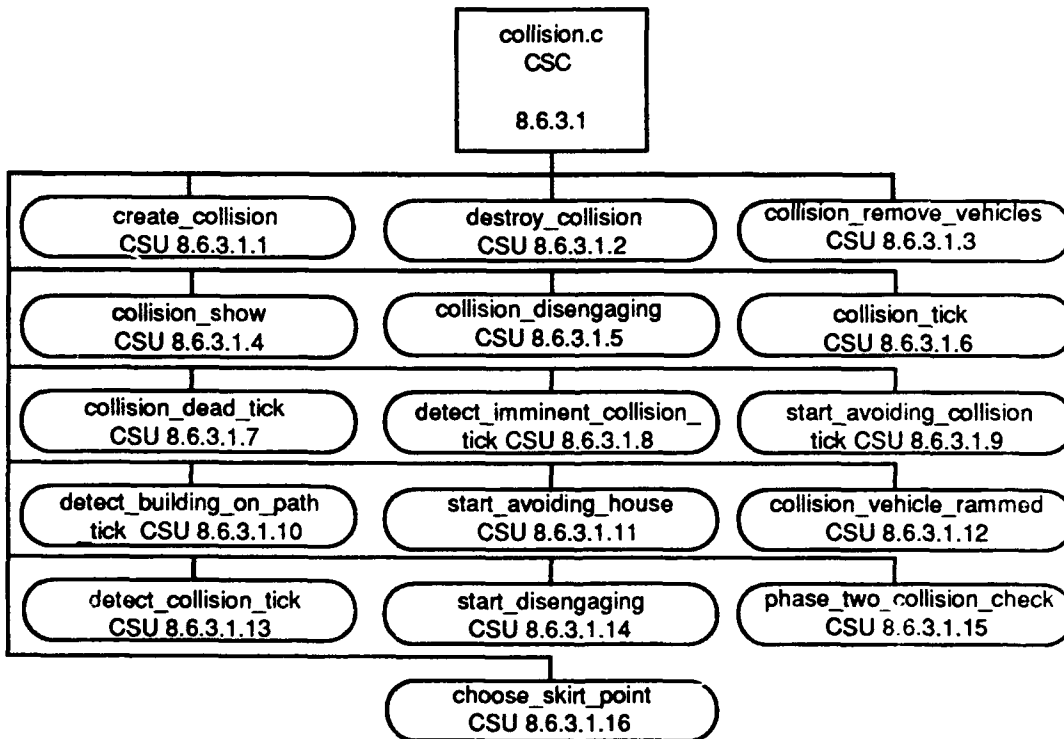 collision.c
CSC
8.6.3.1
create_collision
CSU 8.6.3.1.1
destroy_collision
CSU 8.6.3.1.2
collision_remove_vehicles
CSU 8.6.3.1.3
collision_show
CSU 8.6.3.1.4
collision_disengaging
CSU 8.6.3.1.5
collision_tick
CSU 8.6.3.1.6
collision_dead_tick
CSU 8.6.3.1.7
detect_imminent_collision_
tick CSU 8.6.3.1.8
start_avoiding_collision
tick CSU 8.6.3.1.9
detect_building_on_path
_tick CSU 8.6.3.1.10
start_avoiding_house
CSU 8.6.3.1.11
collision_vehicle_rammed
CSU 8.6.3.1.12
detect_collision_tick
CSU 8.6.3.1.13
start_disengaging
CSU 8.6.3.1.14
phase_two_collision_check
CSU 8.6.3.1.15
choose_skirt_point
CSU 8.6.3.1.16